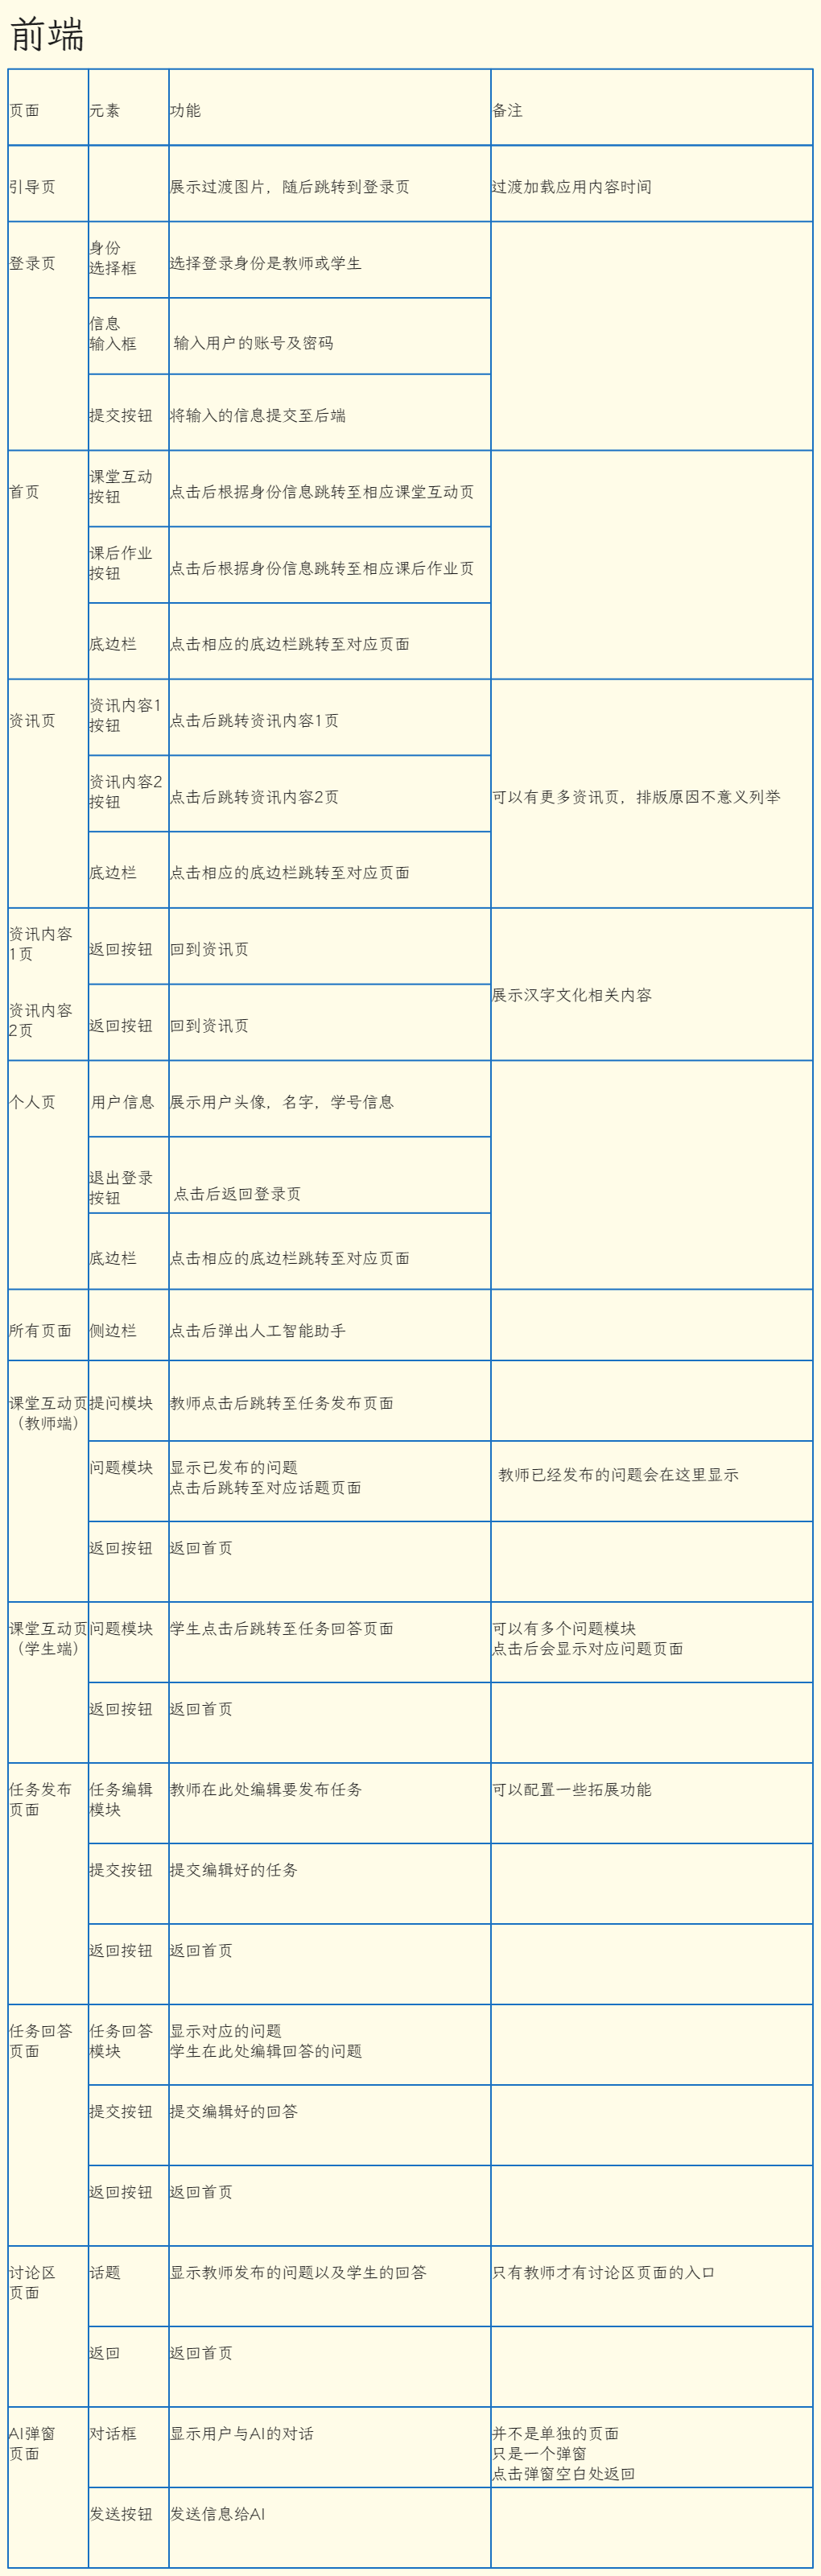 前端
页面 元素 功能 备注
引导页 展示过渡图片，随后跳转到登录页 过渡加载应用内容时间
登录页 身份
选择框 选择登录身份是教师或学生
信息
输入框 输入用户的账号及密码
提交按钮 将输入的信息提交至后端
首页 课堂互动
按钮 点击后根据身份信息跳转至相应课堂互动页
课后作业
按钮 点击后根据身份信息跳转至相应课后作业页
底边栏 点击相应的底边栏跳转至对应页面
资讯页 资讯内容1
按钮 点击后跳转资讯内容1页
资讯内容2
按钮 点击后跳转资讯内容2页
可以有更多资讯页，排版原因不意义列举
底边栏 点击相应的底边栏跳转至对应页面
资讯内容
1页 返回按钮 回到资讯页
展示汉字文化相关内容
资讯内容
2页 返回按钮 回到资讯页
个人页 用户信息 展示用户头像，名字，学号信息
退出登录
按钮 点击后返回登录页
底边栏 点击相应的底边栏跳转至对应页面
所有页面 侧边栏 点击后弹出人工智能助手
课堂互动页 提问模块 教师点击后跳转至任务发布页面
（教师端）
问题模块 显示已发布的问题
点击后跳转至对应话题页面
教师已经发布的问题会在这里显示
返回按钮 返回首页
课堂互动页 问题模块 学生点击后跳转至任务回答页面 可以有多个问题模块
（学生端） 点击后会显示对应问题页面
返回按钮 返回首页
任务发布 任务编辑 教师在此处编辑要发布任务 可以配置一些拓展功能
页面 模块
提交按钮 提交编辑好的任务
返回按钮 返回首页
任务回答 任务回答 显示对应的问题
页面 模块 学生在此处编辑回答的问题
提交按钮 提交编辑好的回答
返回按钮 返回首页
讨论区 话题 显示教师发布的问题以及学生的回答 只有教师才有讨论区页面的入口
页面
返回 返回首页
AI弹窗 对话框 显示用户与AI的对话 并不是单独的页面
页面 只是一个弹窗
点击弹窗空白处返回
发送按钮 发送信息给AI